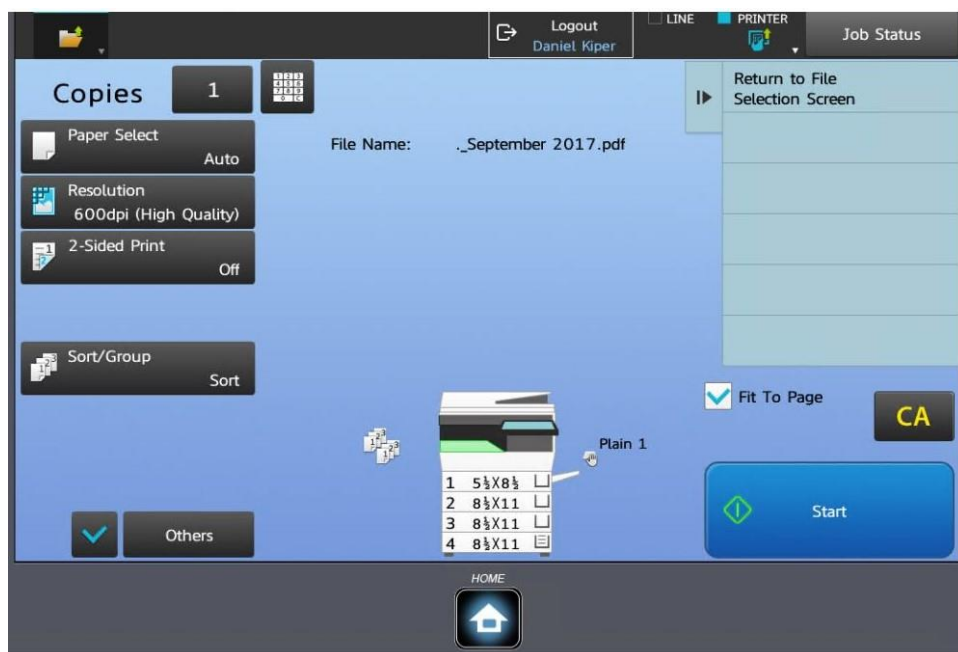 Logout
Daniel Kiper
LINE
PRINTER
Job Status
Copies
1
Return to File
Selection Screen
Paper Select
Auto
File Name: ._September 2017.pdf
Resolution
600dpi (High Quality)
2-Sided Print
Off
Sort/Group
Sort
Fit To Page
CA
Plain 1
1 5½X8½
2 8½X11
3 8½X11
4 8½X11
Start
Others
HOME